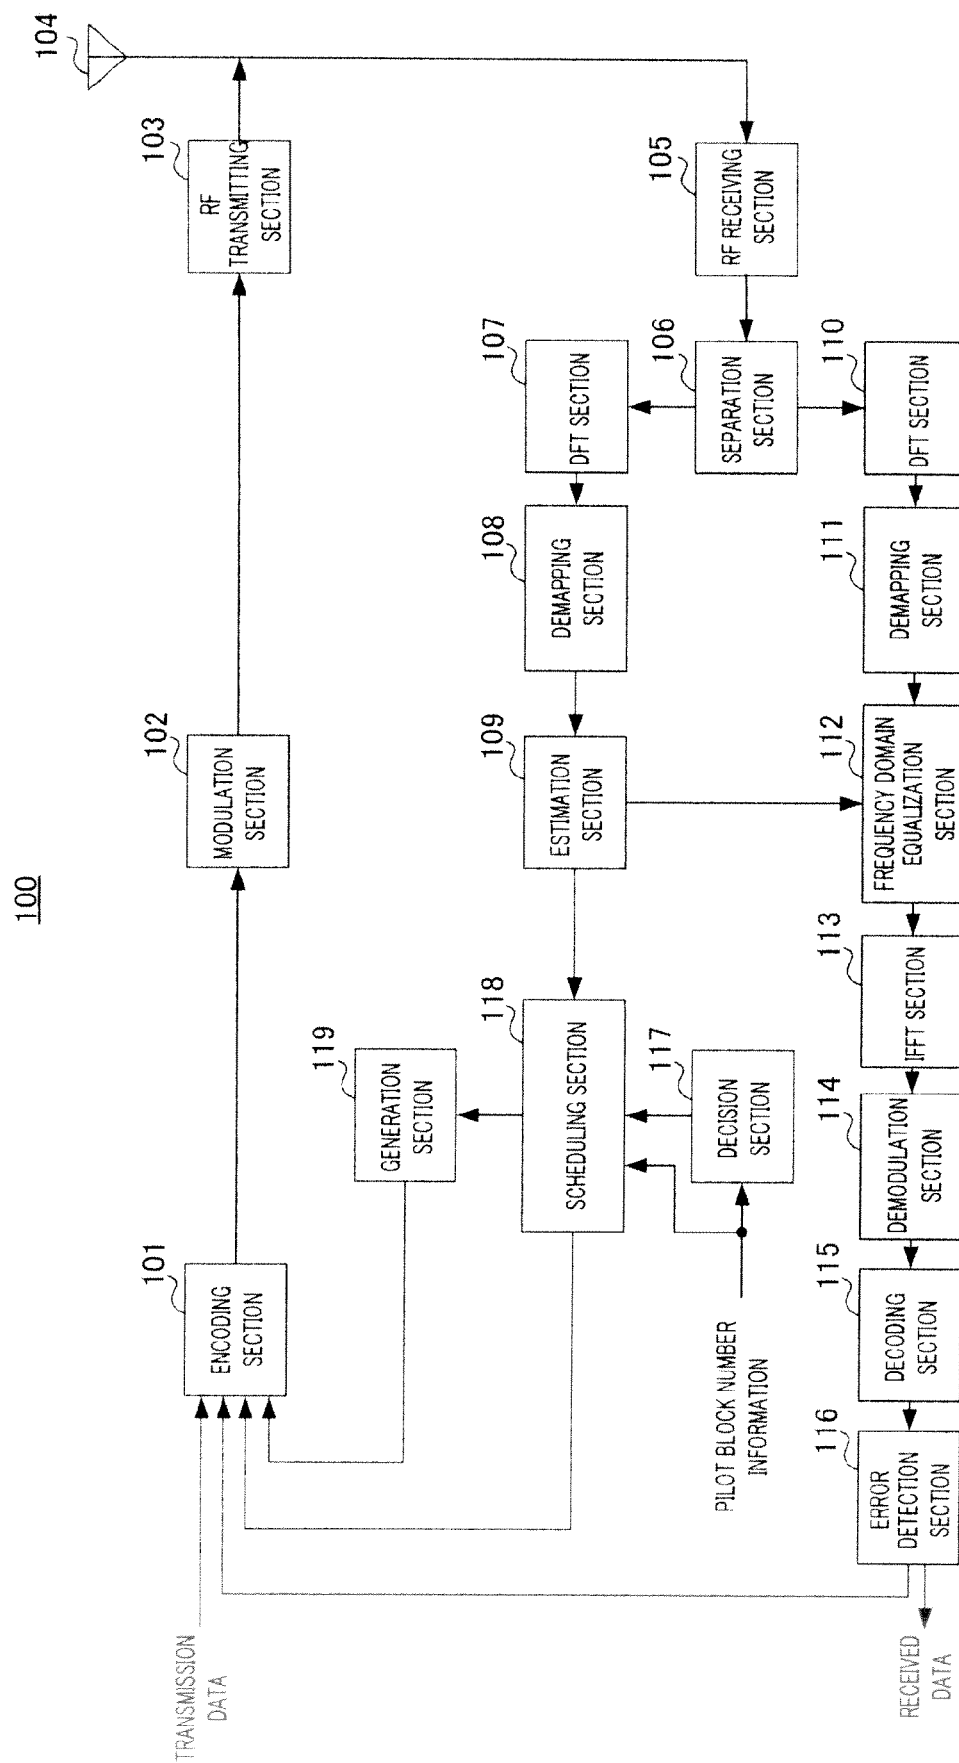 100
TRANSMISSION
DATA
101
ENCODING
SECTION
102
MODULATION
SECTION
103
RF
TRANSMITTING
SECTION
104
119
GENERATION
SECTION
118
SCHEDULING SECTION
109
ESTIMATION
SECTION
108
DEMAPPING
SECTION
107
DFT SECTION
PILOT BLOCK NUMBER
INFORMATION
117
DECISION
SECTION
106
SEPARATION
SECTION
105
RF RECEIVING
SECTION
RECEIVED
DATA
116
ERROR
DETECTION
SECTION
115
DECODING
SECTION
114
DEMODULATION
SECTION
113
IFFT SECTION
112
FREQUENCY DOMAIN
EQUALIZATION
SECTION
111
DEMAPPING
SECTION
110
DFT SECTION